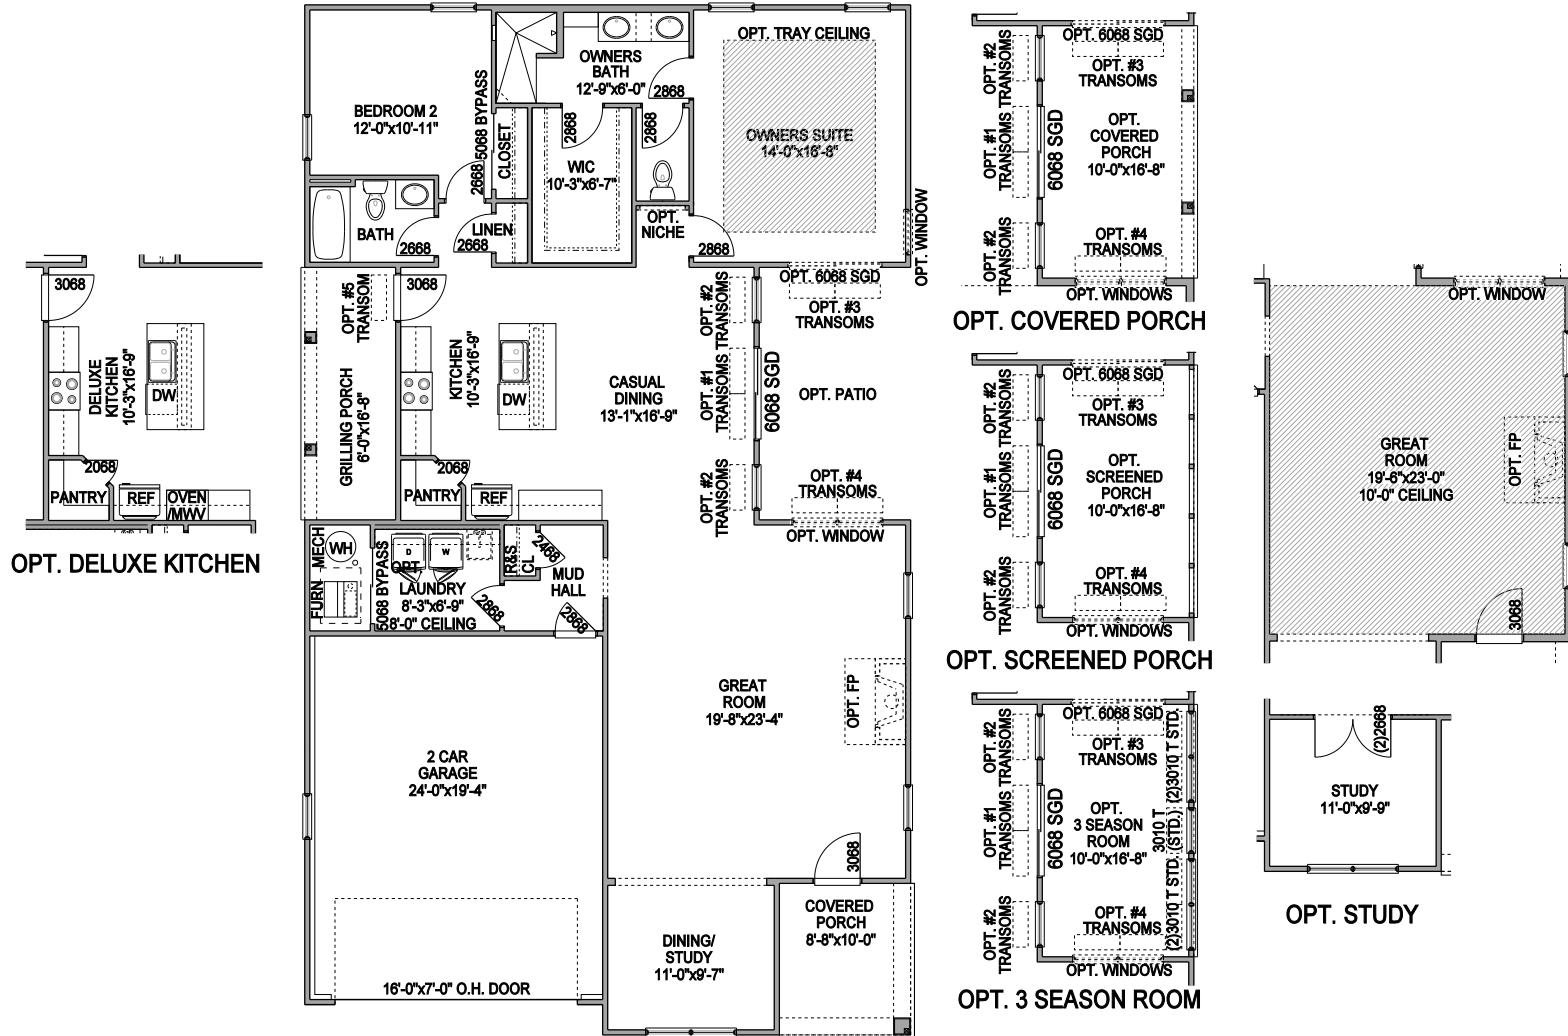 3068
DELUXE
KITCHEN
10'-3"x16'-9"
DW
2068
PANTRY
REF
OVEN
/MWV
OPT. DELUXE KITCHEN
BEDROOM 2
12'-0"x10'-11"
5068 BYPASS
CLOSET
2668
BATH
2668
LINEN
2668
OWNERS
BATH
12'-9"x6'-0"
2868
2868
2868
WIC
10'-3"x6'-7"
OPT.
NICHE
2868
OPT. TRAY CEILING
OWNERS SUITE
14'-0"x16'-8"
OPT. WINDOW
GRILLING PORCH
6'-0"x16'-8"
OPT. #5
TRANSOM
3068
KITCHEN
10'-3"x16'-9"
DW
2068
PANTRY
REF
CASUAL
DINING
13'-1"x16'-9"
OPT. #2
TRANSOMS
OPT. #1
TRANSOMS
OPT. #2
TRANSOMS
6068 SGD
OPT. 6068 SGD
OPT. #3
TRANSOMS
OPT. PATIO
OPT. #4
TRANSOMS
OPT. WINDOW
MECH
WH
FURN
5068 BYPASS
D
W
OPT
LAUNDRY
8'-3"x6'-9"
8'-0" CEILING
2868
R&S
CL
2468
MUD
HALL
2868
2 CAR
GARAGE
24'-0"x19'-4"
16'-0"x7'-0" O.H. DOOR
GREAT
ROOM
19'-8"x23'-4"
OPT. FP
3068
DINING/
STUDY
11'-0"x9'-7"
COVERED
PORCH
8'-8"x10'-0"
OPT. #2
TRANSOMS
OPT. #1
TRANSOMS
OPT. #2
TRANSOMS
6068 SGD
OPT. 6068 SGD
OPT. #3
TRANSOMS
OPT.
COVERED
PORCH
10'-0"x16'-8"
OPT. #4
TRANSOMS
OPT. WINDOWS
OPT. COVERED PORCH
OPT. #2
TRANSOMS
OPT. #1
TRANSOMS
OPT. #2
TRANSOMS
6068 SGD
OPT. 6068 SGD
OPT. #3
TRANSOMS
OPT.
SCREENED
PORCH
10'-0"x16'-8"
OPT. #4
TRANSOMS
OPT. WINDOWS
OPT. SCREENED PORCH
OPT. #2
TRANSOMS
OPT. #1
TRANSOMS
OPT. #2
TRANSOMS
6068 SGD
OPT. 6068 SGD
OPT. #3
TRANSOMS
OPT.
3 SEASON
ROOM
10'-0"x16'-8"
(2)3010 T STD.
3010 T
(STD.)
(2)3010 T STD.
OPT. #4
TRANSOMS
OPT. WINDOWS
OPT. 3 SEASON ROOM
OPT. WINDOW
GREAT
ROOM
19'-6"x23'-0"
10'-0" CEILING
OPT. FP
3068
(2)2668
STUDY
11'-0"x9'-9"
OPT. STUDY